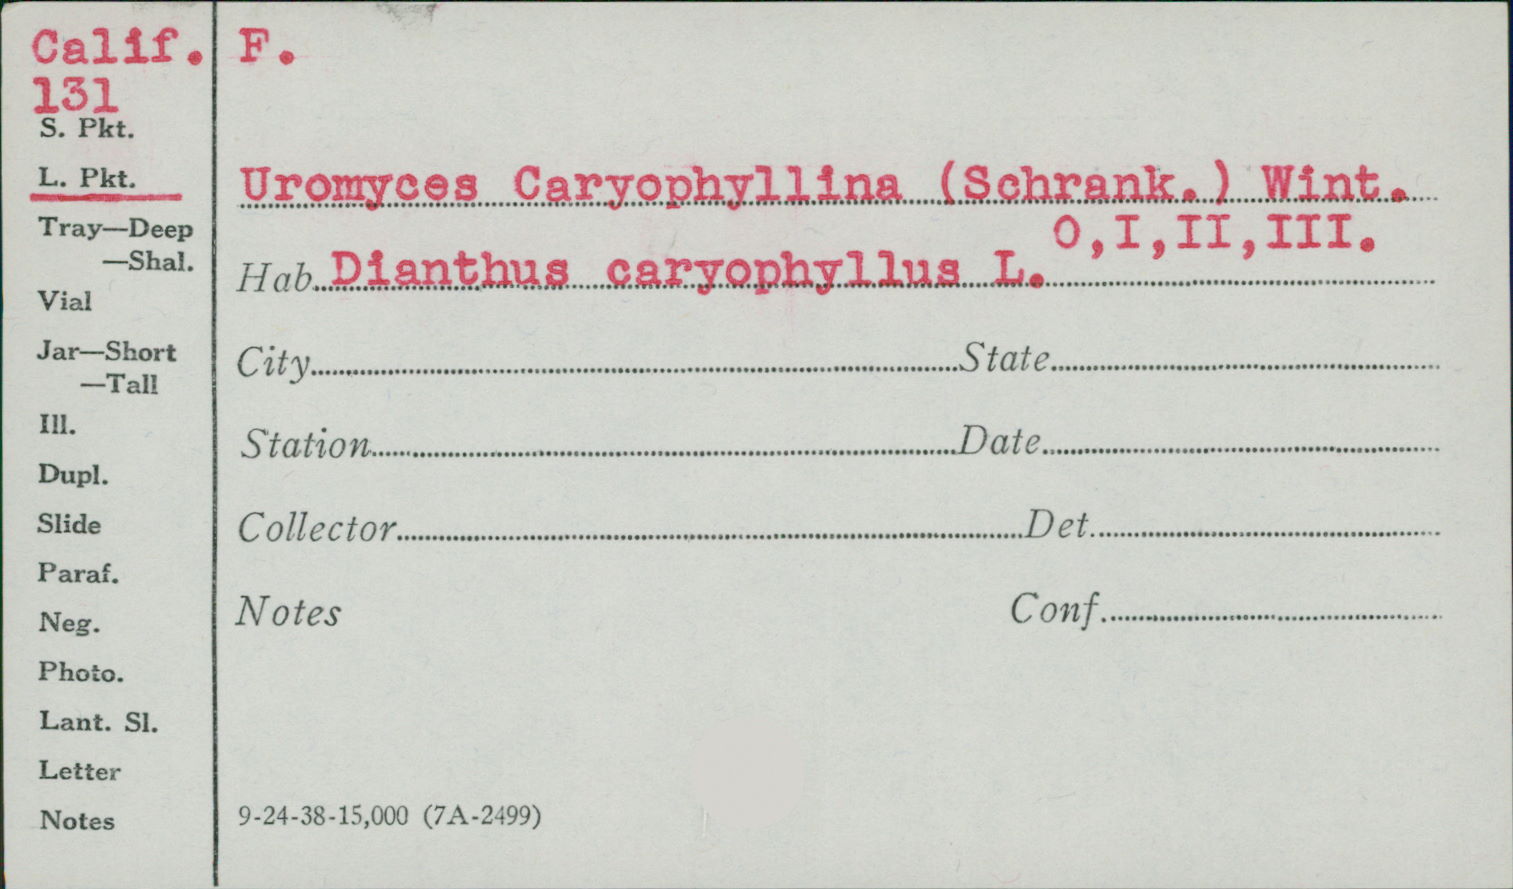 Calif. F.
131
S. Pkt.
L. Pkt.
Tray—Deep
—Shal.
Vial
Jar—Short
—Tall
Ill.
Dupl.
Slide
Paraf.
Neg.
Photo.
Lant. Sl.
Letter
Notes
Uromyces Caryophyllina (Schrank.) Wint.
O,I,II,III.
Hab. Dianthus caryophyllus L.
City State
Station Date
Collector Det.
Notes Conf.
9-24-38-15,000 (7A-2499)